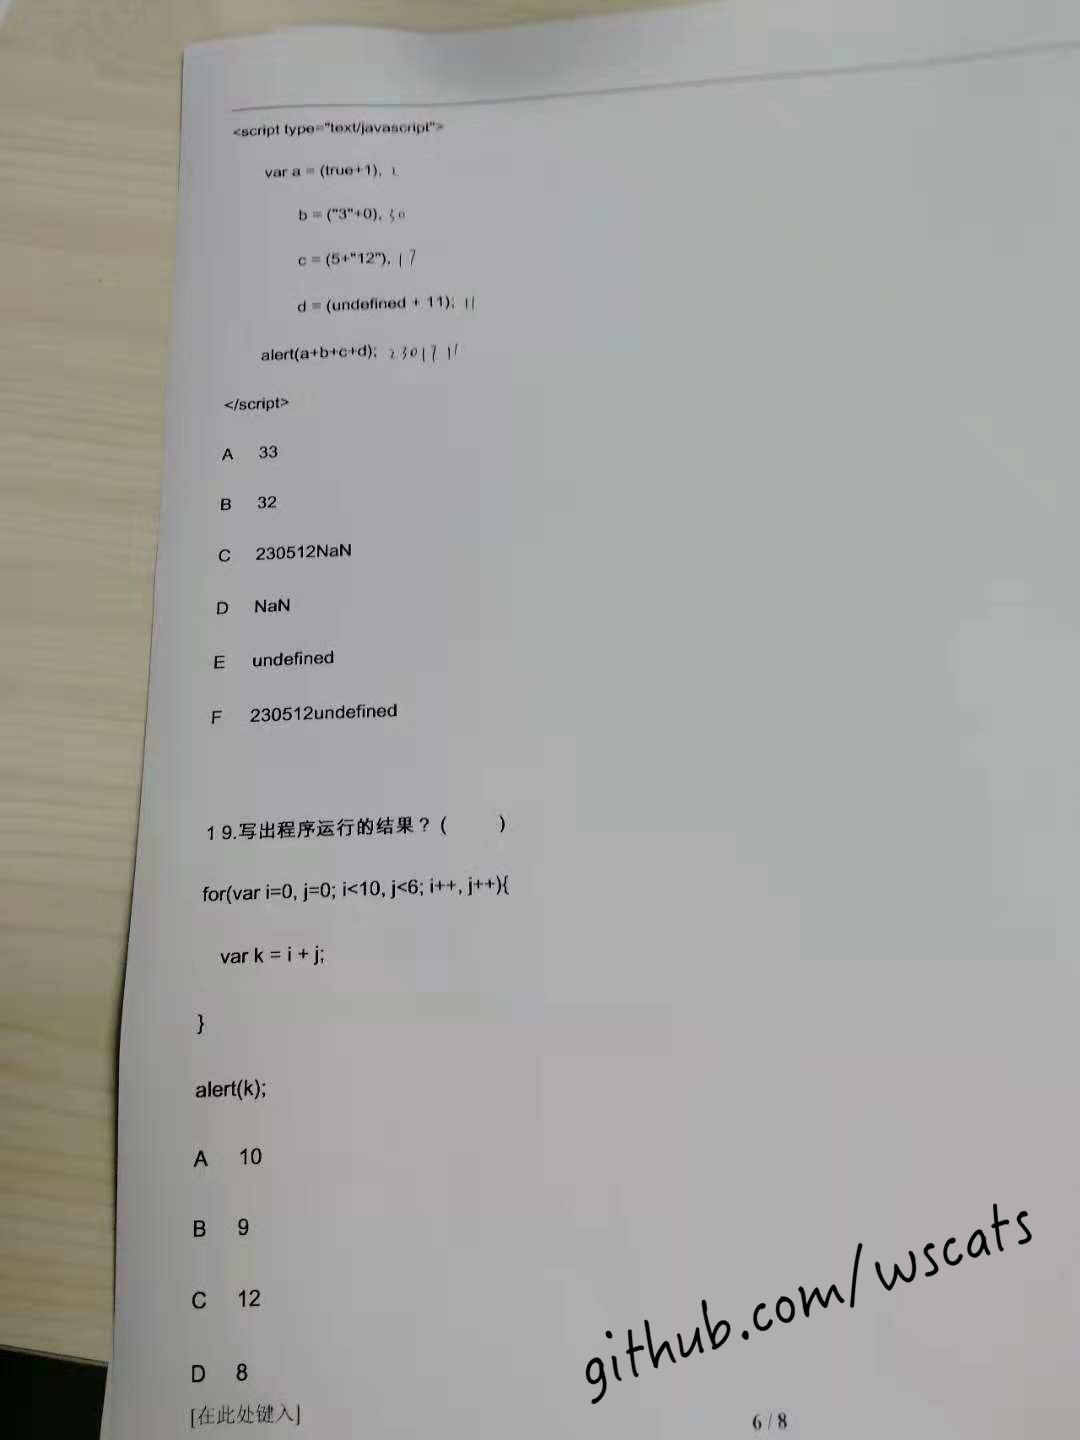 <script type="text/javascript">
var a = (true+1), 2
b = ("3"+0), 30
c = (5+"12"), 17
d = (undefined + 11); 11
alert(a+b+c+d); 2301711
</script>
A 33
B 32
C 230512NaN
D NaN
E undefined
F 230512undefined
1 9.写出程序运行的结果？( )
for(var i=0, j=0; i<10, j<6; i++, j++){
var k = i + j;
}
alert(k);
A 10
B 9
C 12
D 8
[在此处键入]
6 / 8
github.com/wscats